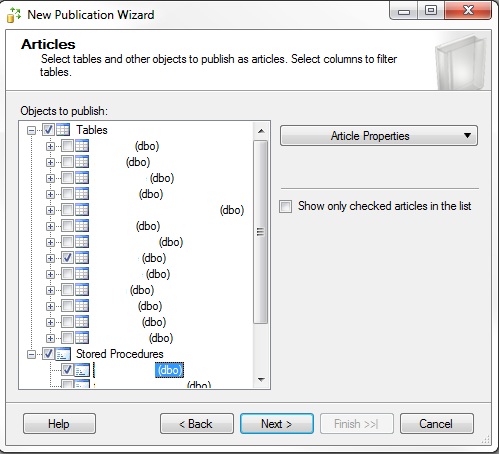 New Publication Wizard
Articles
Select tables and other objects to publish as articles. Select columns to filter
tables.
Objects to publish:
Tables
(dbo)
(dbo)
(dbo)
(dbo)
(dbo)
(dbo)
(dbo)
(dbo)
(dbo)
(dbo)
(dbo)
(dbo)
(dbo)
Stored Procedures
(dbo)
(dbo)
Article Properties
Show only checked articles in the list
Help
< Back
Next >
Finish >>|
Cancel